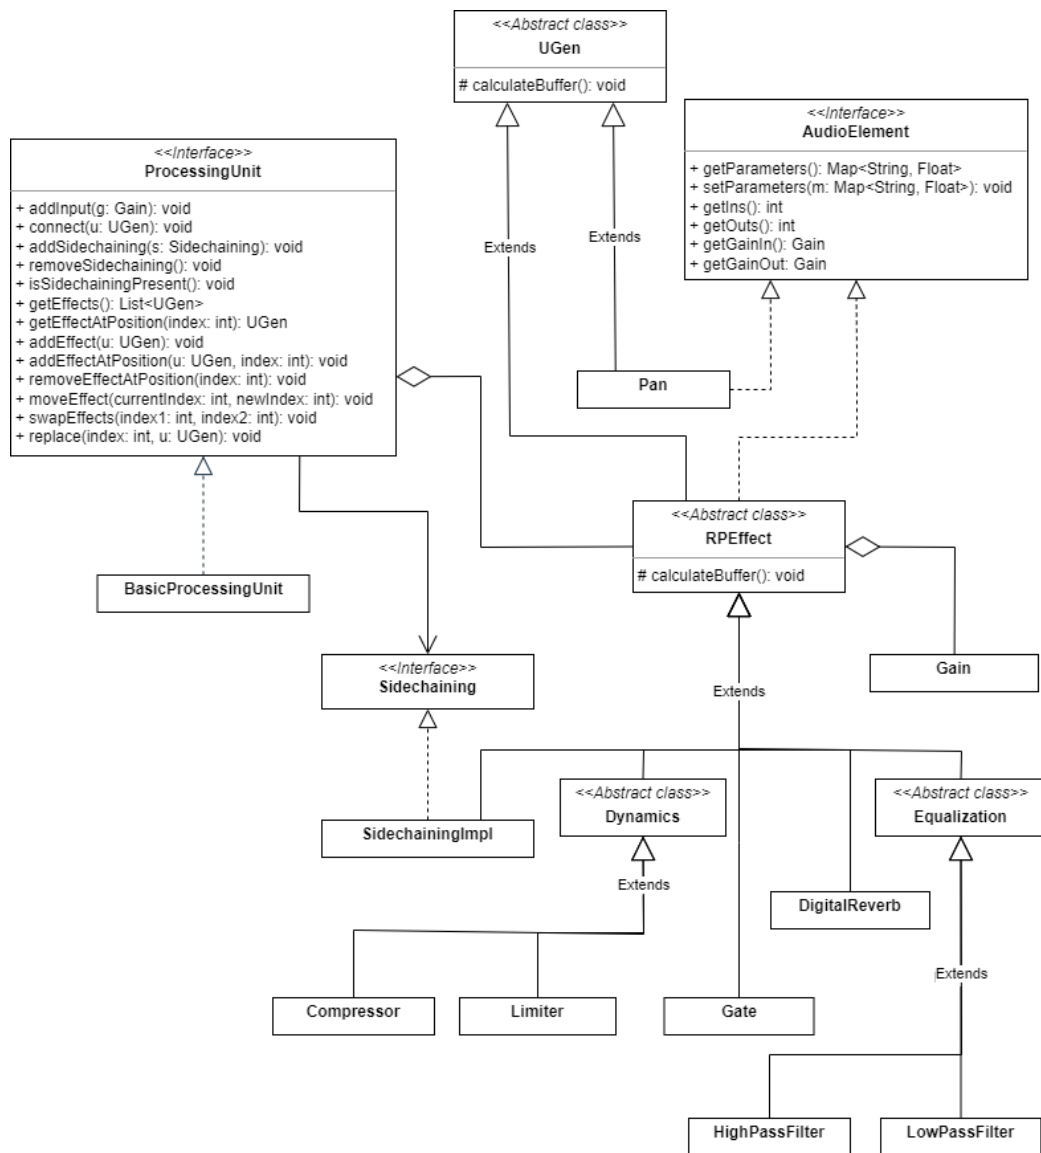 <<Abstract class>>
UGen
# calculateBuffer(): void
<<Interface>>
AudioElement
+ getParameters(): Map<String, Float>
+ setParameters(m: Map<String, Float>): void
+ getIns(): int
+ getOuts(): int
+ getGainIn(): Gain
+ getGainOut: Gain
<<Interface>>
ProcessingUnit
+ addInput(g: Gain): void
+ connect(u: UGen): void
+ addSidechaining(s: Sidechaining): void
+ removeSidechaining(): void
+ isSidechainingPresent(): void
+ getEffects(): List<UGen>
+ getEffectAtPosition(index: int): UGen
+ addEffect(u: UGen): void
+ addEffectAtPosition(u: UGen, index: int): void
+ removeEffectAtPosition(index: int): void
+ moveEffect(currentIndex: int, newIndex: int): void
+ swapEffects(index1: int, index2: int): void
+ replace(index: int, u: UGen): void
Extends
Extends
Pan
<<Abstract class>>
RPEffect
# calculateBuffer(): void
BasicProcessingUnit
<<Interface>>
Sidechaining
Gain
Extends
<<Abstract class>>
Dynamics
<<Abstract class>>
Equalization
SidechainingImpl
Extends
DigitalReverb
Extends
Compressor
Limiter
Gate
HighPassFilter
LowPassFilter